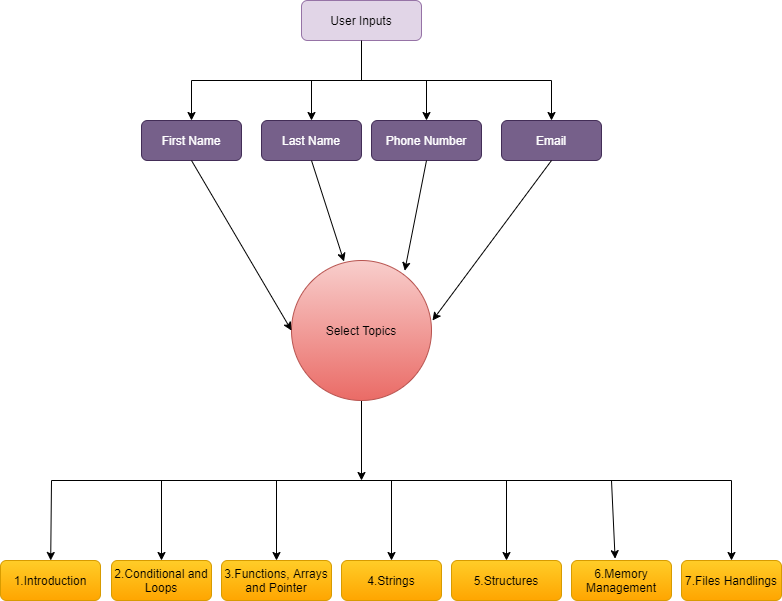 User Inputs
First Name
Last Name
Phone Number
Email
Select Topics
1.Introduction
2.Conditional and
Loops
3.Functions, Arrays
and Pointer
4.Strings
5.Structures
6.Memory
Management
7.Files Handlings